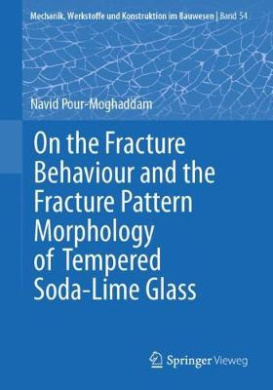 Mechanik, Werkstoffe und Konstruktion im Bauwesen | Band 54
Navid Pour-Moghaddam
On the Fracture
Behaviour and the
Fracture Pattern
Morphology
of Tempered
Soda-Lime Glass
Springer Vieweg